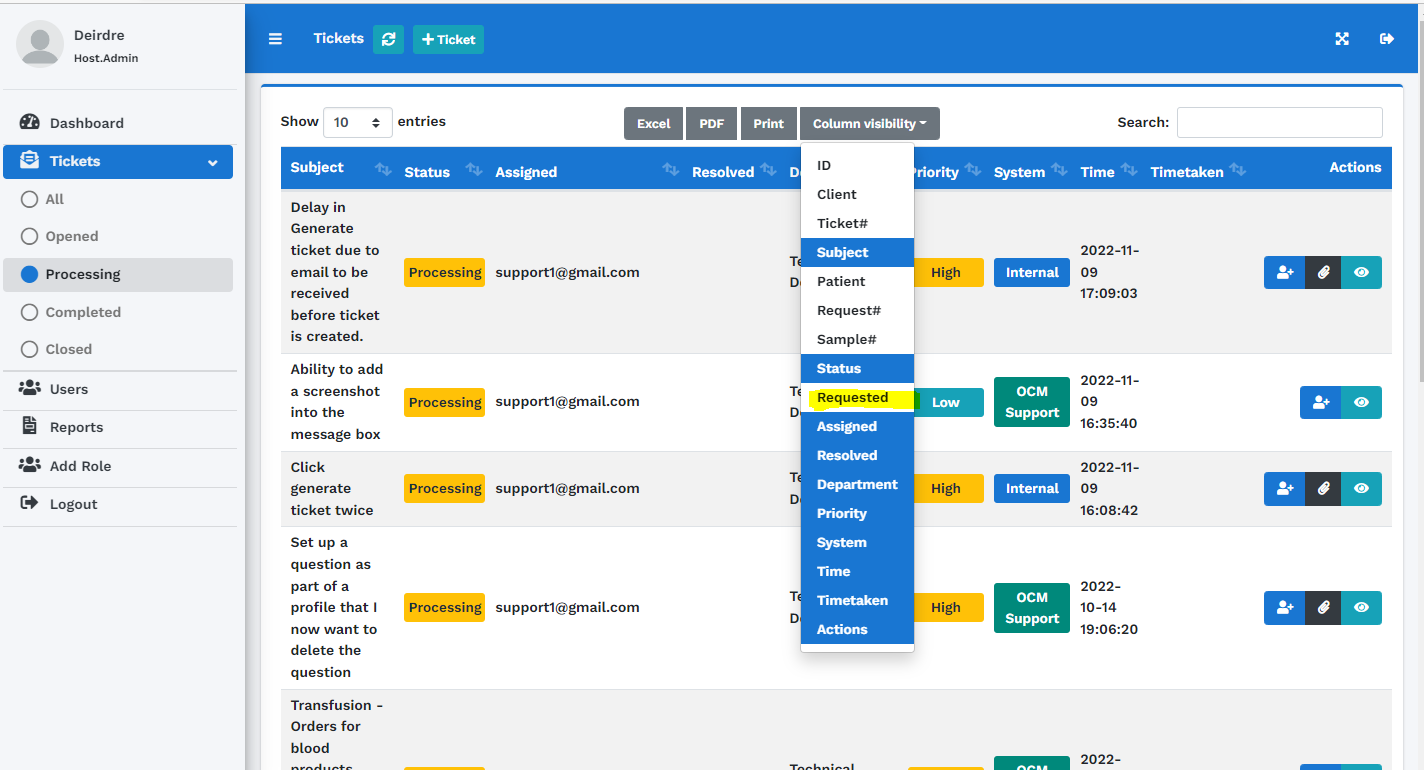 Deirdre
Host.Admin
Dashboard
Tickets
All
Opened
Processing
Completed
Closed
Users
Reports
Add Role
Logout
Tickets
Ticket
Show 10 entries
Excel PDF Print Column visibility
Search:
Subject Status Assigned Resolved Priority System Time Timetaken Actions
ID
Client
Ticket#
Subject
Patient
Request#
Sample#
Status
Requested
Assigned
Resolved
Department
Priority
System
Time
Timetaken
Actions
Delay in
Generate
ticket due to
email to be
received
before ticket
is created.
Processing support1@gmail.com High Internal
2022-11-
09
17:09:03
Ability to add
a screenshot
into the
message box
Processing support1@gmail.com Low
OCM
Support
2022-11-
09
16:35:40
Click
generate
ticket twice
Processing support1@gmail.com High Internal
2022-11-
09
16:08:42
Set up a
question as
part of a
profile that I
now want to
delete the
question
Processing support1@gmail.com High
OCM
Support
2022-
10-14
19:06:20
Transfusion -
Orders for
blood
products
Technical
OCM
2022-